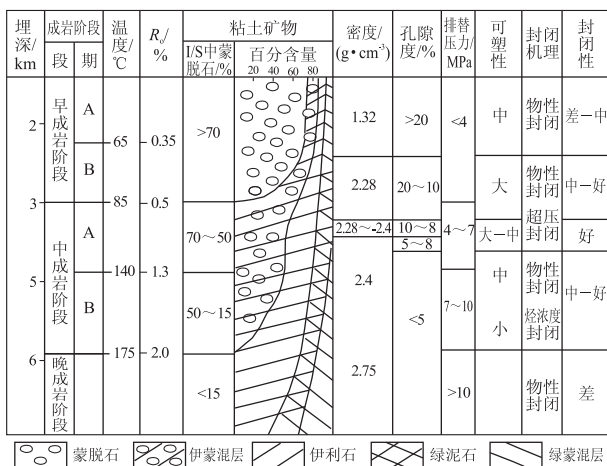 埋深/km 成岩阶段 温度/℃ Ro/% 粘土矿物 密度/(g·cm-3) 孔隙度/% 排替压力/MPa 可塑性 封闭机理 封闭性
段 期 I/S中蒙脱石/% 百分含量
20 40 60 80
早成岩阶段 A >70 1.32 >20 <4 中 物性封闭 差—中
2
65 0.35
B 2.28 20~10 大 物性封闭 中—好
3 85 0.5
中成岩阶段 A 70~50 2.28~-2.4 10~8 4~7 大—中 超压封闭 好
5~8
140 1.3
5 B 50~15 2.4 <5 7~10 中 物性封闭 中—好
小 烃浓度封闭
6 175 2.0
晚成岩阶段 <15 2.75 >10 物性封闭 差
蒙脱石 伊蒙混层 伊利石 绿泥石 绿蒙混层